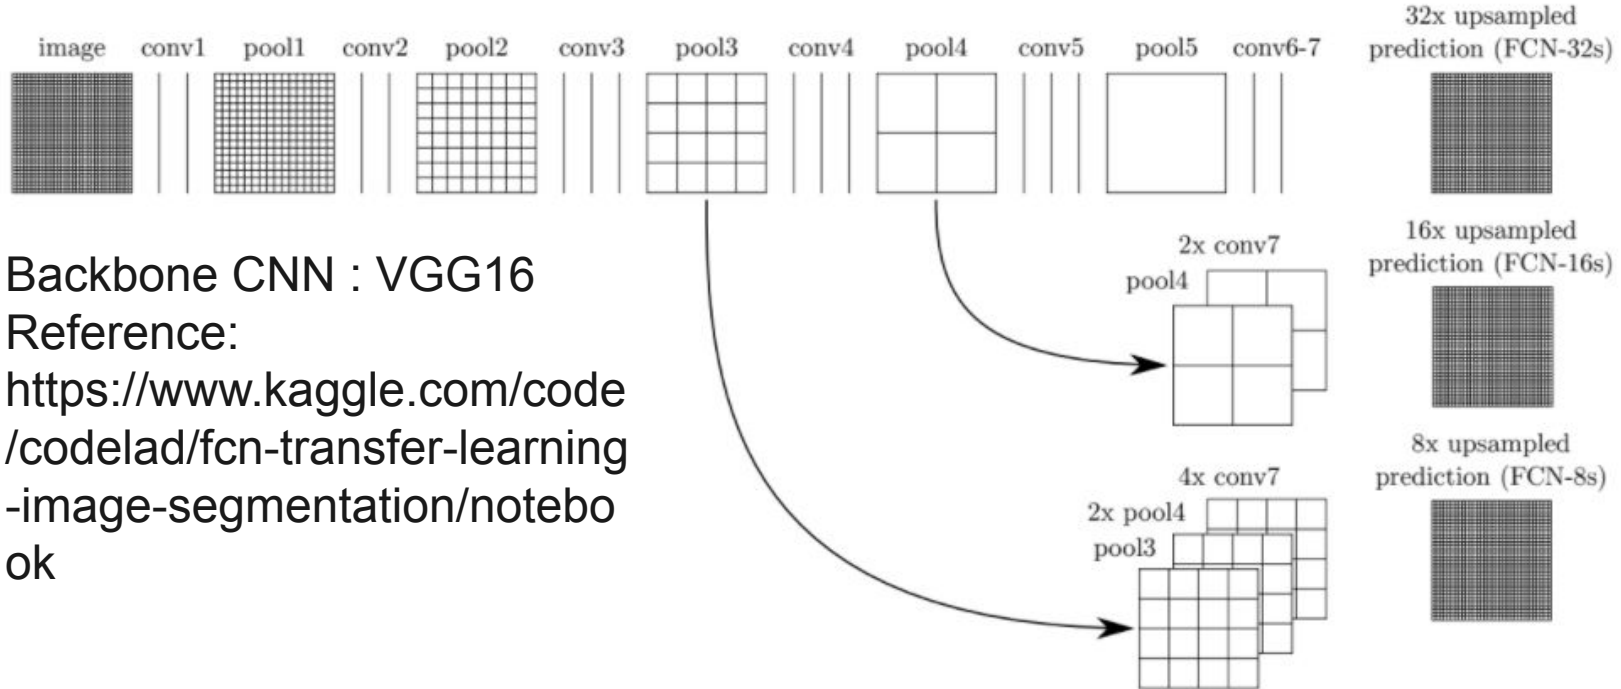 32x upsampled
image conv1 pool1 conv2 pool2 conv3 pool3 conv4 pool4 conv5 pool5 conv6-7 prediction (FCN-32s)
Backbone CNN : VGG16
Reference:
https://www.kaggle.com/code
/codelad/fcn-transfer-learning
-image-segmentation/notebo
ok
16x upsampled
prediction (FCN-16s)
2x conv7
pool4
8x upsampled
prediction (FCN-8s)
4x conv7
2x pool4
pool3